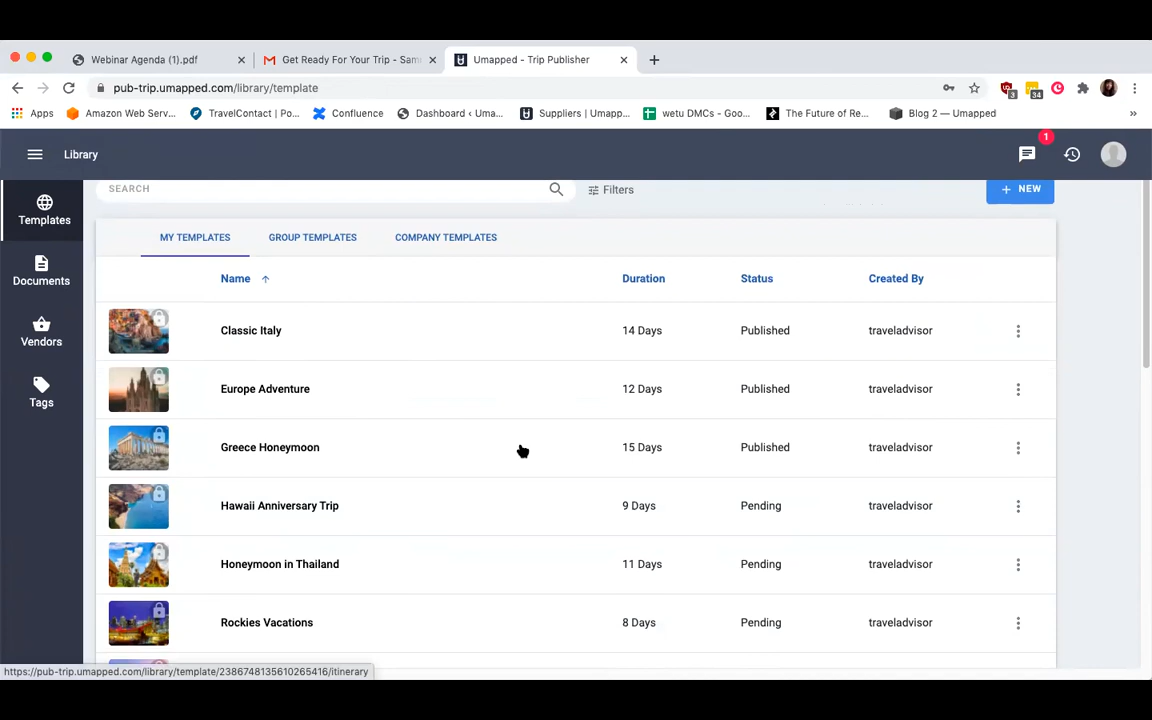 Webinar Agenda (1).pdf
Get Ready For Your Trip - Sam
Umapped - Trip Publisher
pub-trip.umapped.com/library/template
3
34
Apps
Amazon Web Serv...
TravelContact | Po...
Confluence
Dashboard ‹ Uma...
Suppliers | Umapp...
wetu DMCs - Goo...
The Future of Re...
Blog 2 — Umapped
»
Library
1
SEARCH
Filters
+ NEW
Templates
Documents
Vendors
Tags
MY TEMPLATES
GROUP TEMPLATES
COMPANY TEMPLATES
Name Duration Status Created By
Classic Italy 14 Days Published traveladvisor
Europe Adventure 12 Days Published traveladvisor
Greece Honeymoon 15 Days Published traveladvisor
Hawaii Anniversary Trip 9 Days Pending traveladvisor
Honeymoon in Thailand 11 Days Pending traveladvisor
Rockies Vacations 8 Days Pending traveladvisor
https://pub-trip.umapped.com/library/template/2386748135610265416/itinerary